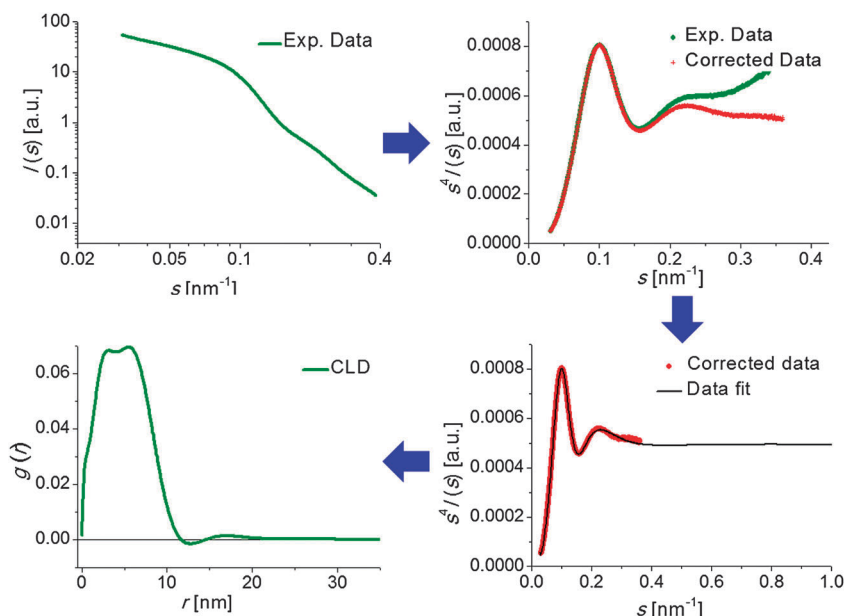 100
10
1
0.1
0.01
0.02
0.05
0.1
0.4
I(s) [a.u.]
s [nm⁻¹]
Exp. Data
0.0008
0.0006
0.0004
0.0002
0.0000
0.1
0.2
0.3
0.4
s⁴I(s) [a.u.]
s [nm⁻¹]
Exp. Data
Corrected Data
0.06
0.04
0.02
0.00
0
10
20
30
g(r)
r [nm]
CLD
0.0008
0.0006
0.0004
0.0002
0.0000
0.0
0.2
0.4
0.6
0.8
1.0
s⁴I(s) [a.u.]
s [nm⁻¹]
Corrected data
Data fit